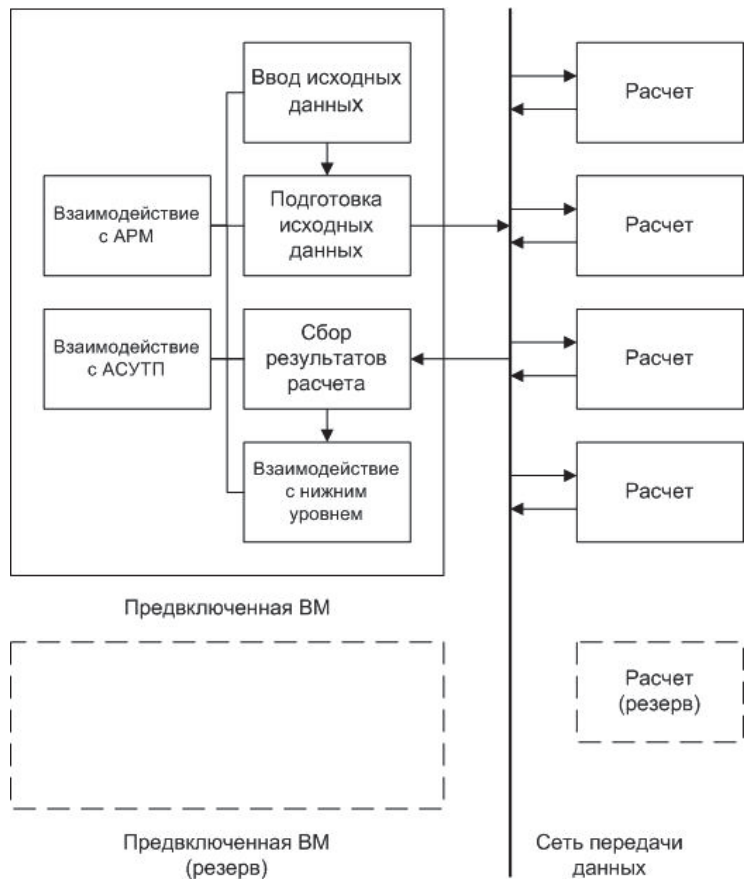 Ввод исходных
данных
Расчет
Взаимодействие
с АРМ
Подготовка
исходных
данных
Расчет
Взаимодействие
с АСУТП
Сбор
результатов
расчета
Расчет
Взаимодействие
с нижним
уровнем
Расчет
Предвключенная ВМ
Расчет
(резерв)
Предвключенная ВМ
(резерв)
Сеть передачи
данных